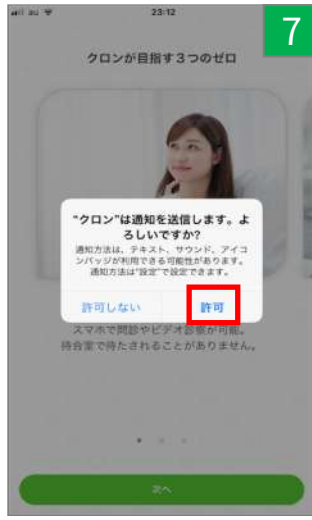 au
23:12
7
クロンが目指す3つのゼロ
"クロン"は通知を送信します。よ
ろしいですか?
通知方法は、テキスト、サウンド、アイコ
ンバッジが利用できる可能性があります。
通知方法は"設定"で設定できます。
許可しない
許可
スマホで問診やビデオ診察が可能。
待合室で待たされることがありません。
次へ